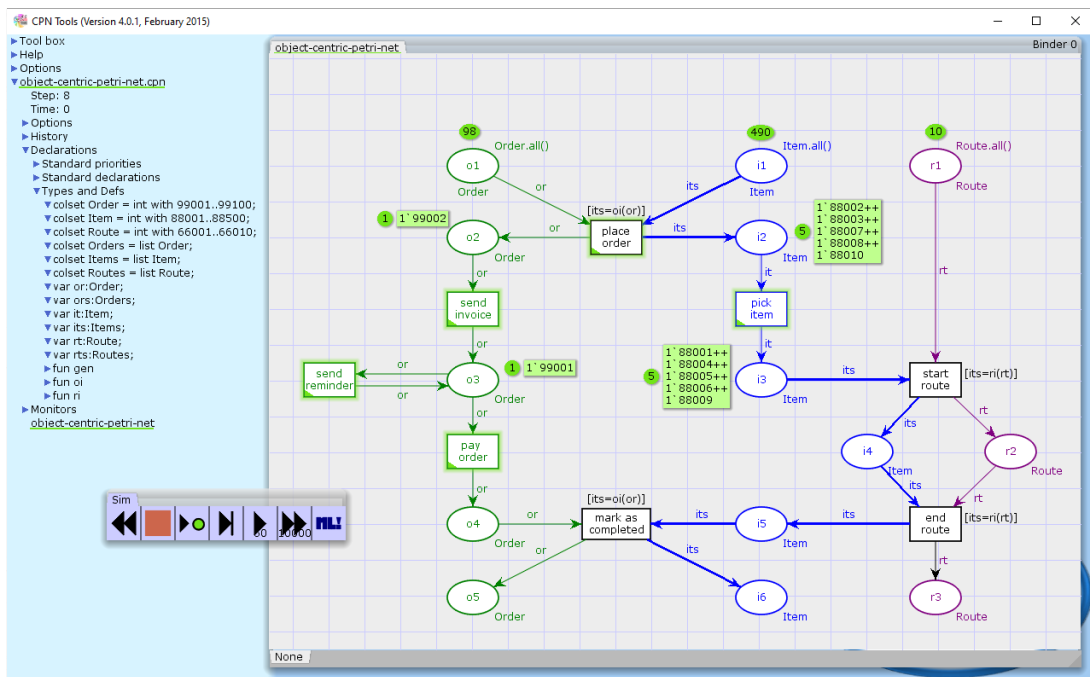 CPN Tools (Version 4.0.1, February 2015)
Tool box
Help
Options
object-centric-petri-net.cpn
Step: 8
Time: 0
Options
History
Declarations
Standard priorities
Standard declarations
Types and Defs
colset Order = int with 99001..99100;
colset Item = int with 88001..88500;
colset Route = int with 66001..66010;
colset Orders = list Order;
colset Items = list Item;
colset Routes = list Route;
var or:Order;
var ors:Orders;
var it:Item;
var its:Items;
var rt:Route;
var rts:Routes;
fun gen
fun oi
fun ri
Monitors
object-centric-petri-net
Sim
50
10000
ML!
object-centric-petri-net
Binder 0
98
490
10
Order.all()
Item.all()
Route.all()
o1
i1
r1
Order
Item
Route
or
its
[its=oi(or)]
1
1`99002
o2
or
place
order
its
i2
5
1`88002++
1`88003++
1`88007++
1`88008++
1`88010
Order
Item
or
it
rt
send
invoice
pick
item
or
it
send
reminder
or
or
o3
1
1`99001
Order
5
1`88001++
1`88004++
1`88005++
1`88006++
1`88009
i3
Item
its
start
route
[its=ri(rt)]
or
its
rt
pay
order
i4
Item
r2
Route
or
its
rt
[its=oi(or)]
o4
or
Order
mark as
completed
its
i5
Item
its
end
route
[its=ri(rt)]
or
its
rt
o5
Order
i6
Item
r3
Route
None